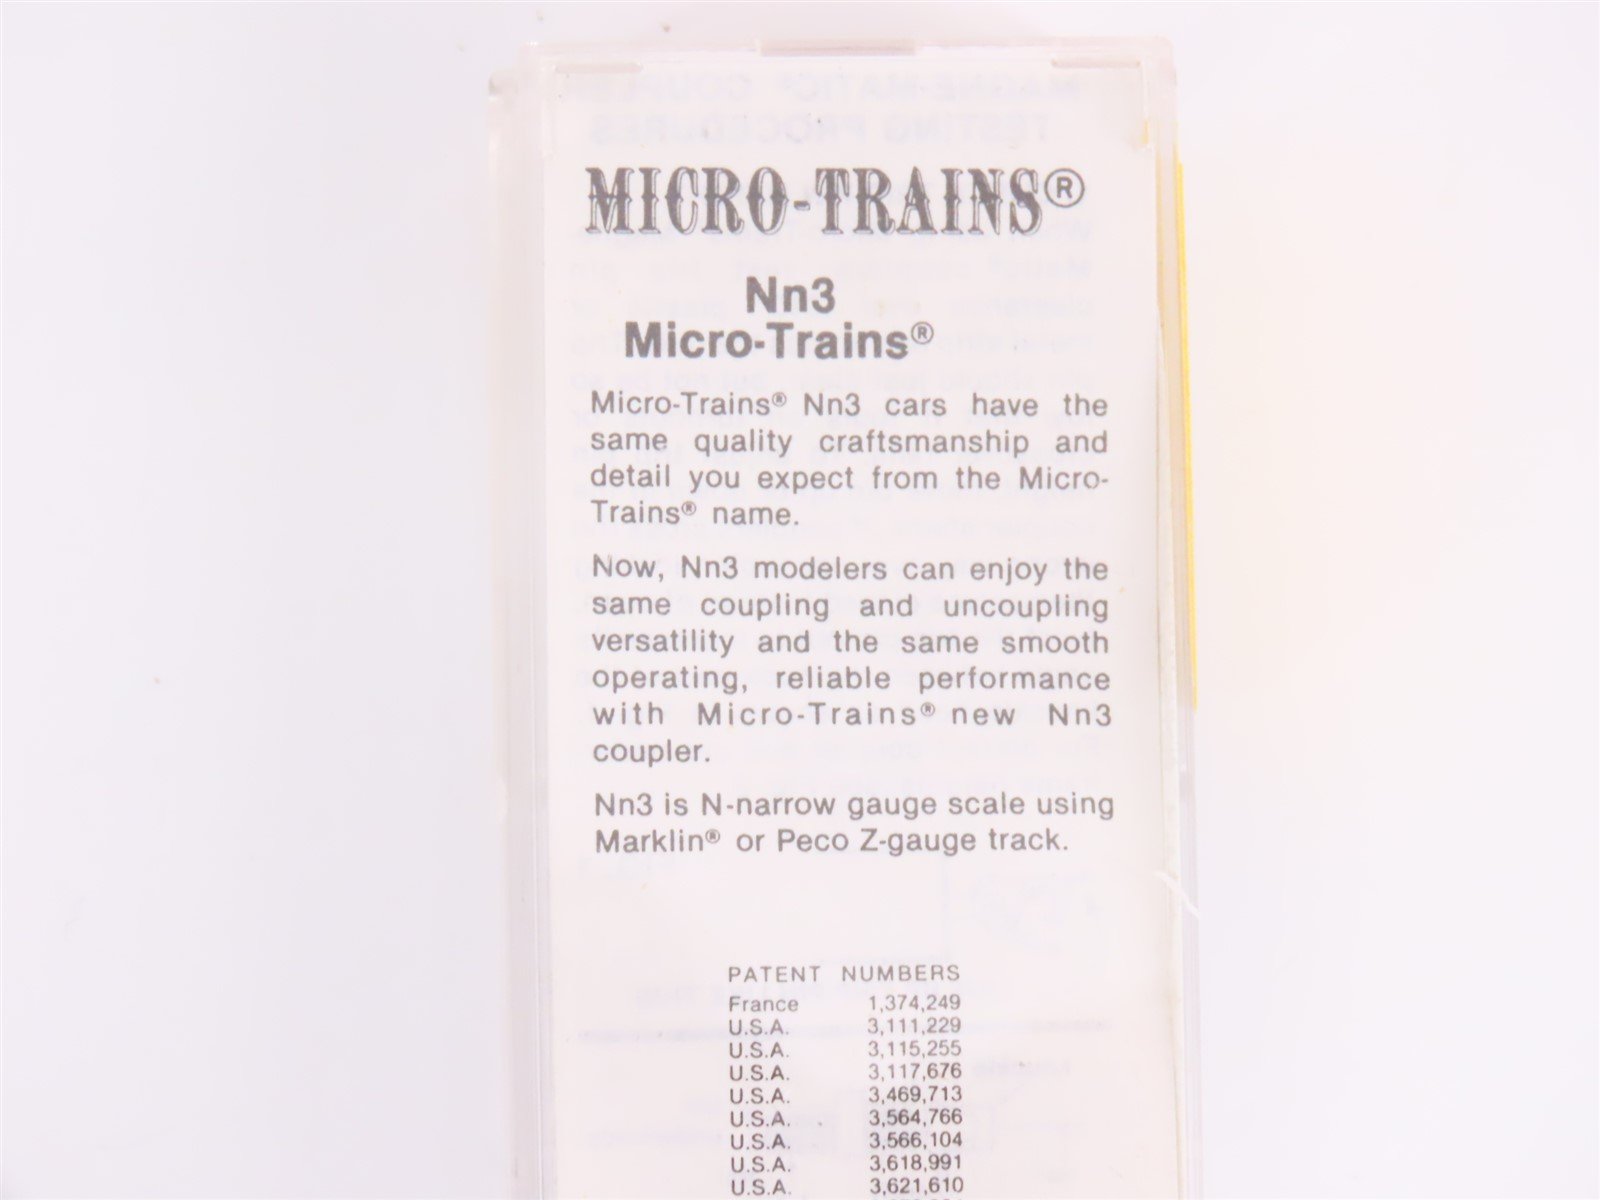 MICRO-TRAINS®
Nn3
Micro-Trains®
Micro-Trains® Nn3 cars have the
same quality craftsmanship and
detail you expect from the Micro-
Trains® name.
Now, Nn3 modelers can enjoy the
same coupling and uncoupling
versatility and the same smooth
operating, reliable performance
with Micro-Trains® new Nn3
coupler.
Nn3 is N-narrow gauge scale using
Marklin® or Peco Z-gauge track.
PATENT NUMBERS
France 1,374,249
U.S.A. 3,111,229
U.S.A. 3,115,255
U.S.A. 3,117,676
U.S.A. 3,469,713
U.S.A. 3,564,766
U.S.A. 3,566,104
U.S.A. 3,618,991
U.S.A. 3,621,610